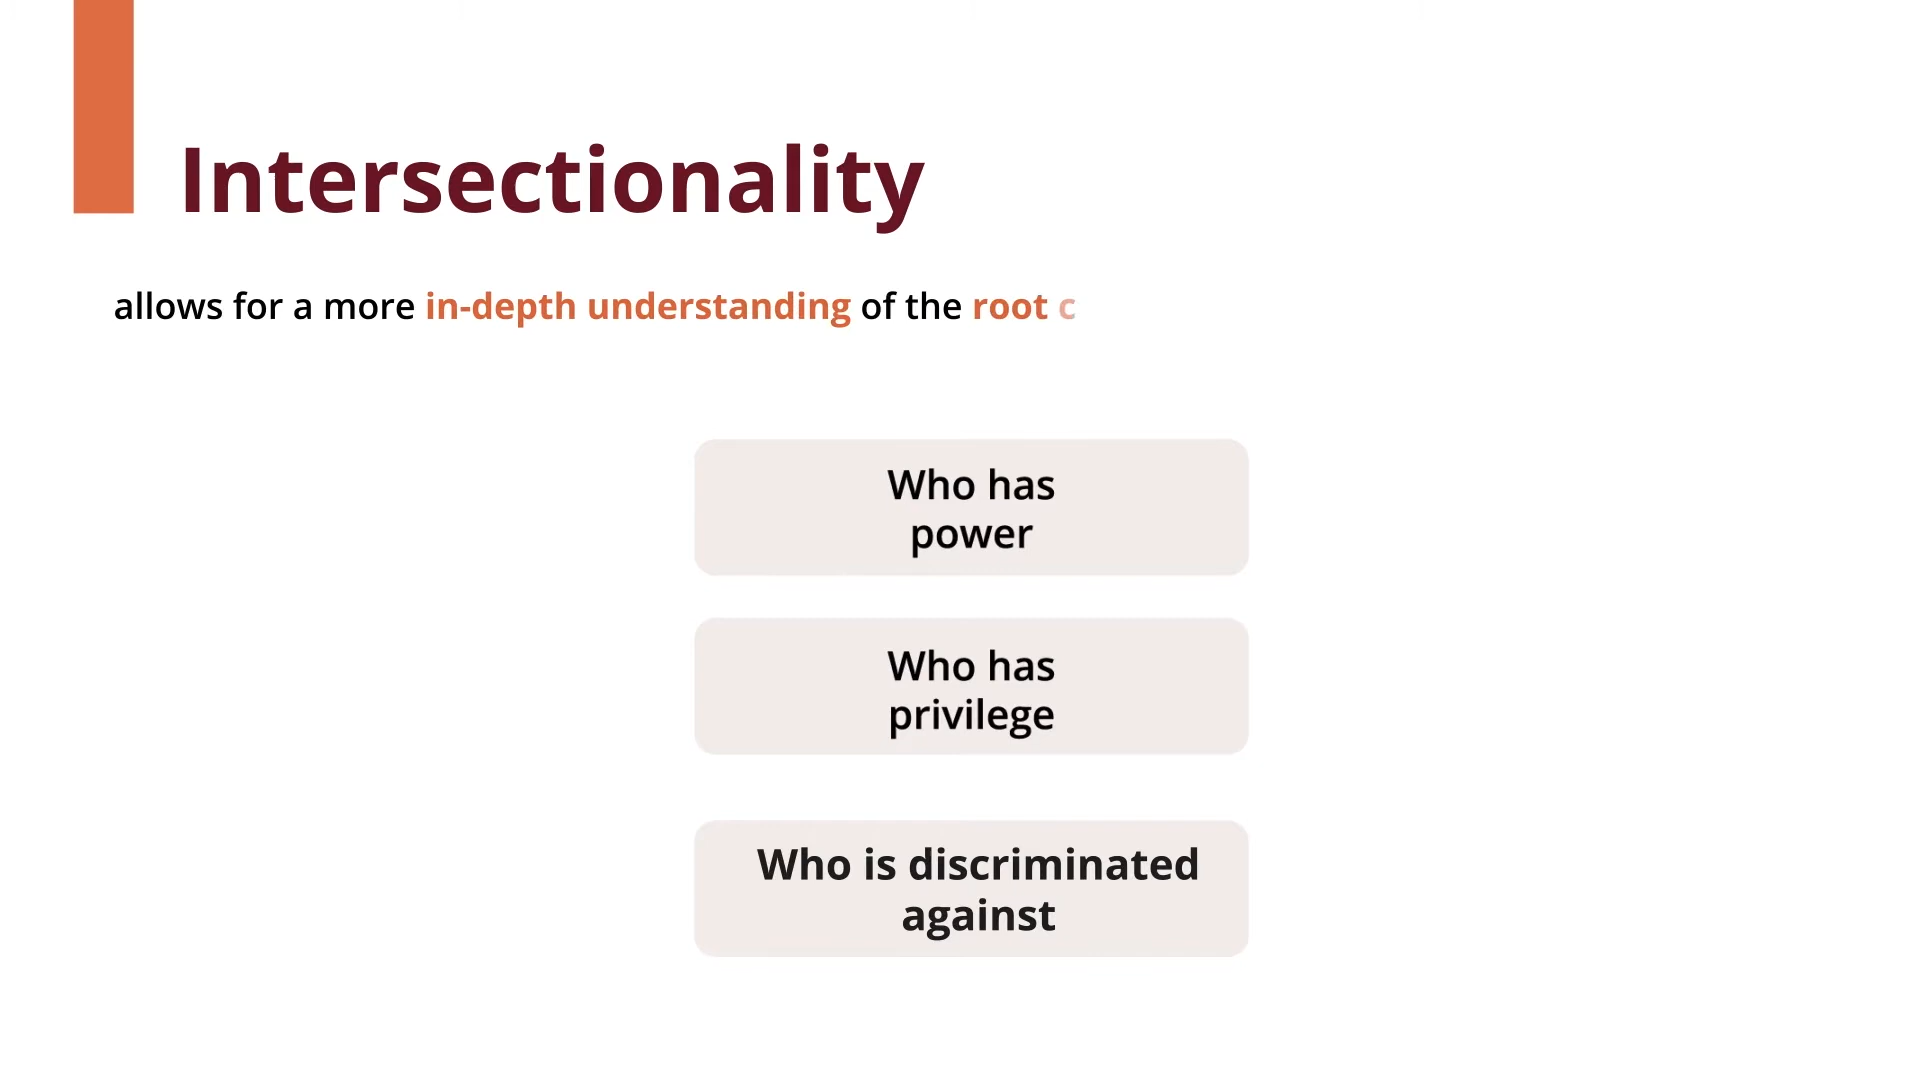 Intersectionality
allows for a more in-depth understanding of the root c
Who has
power
Who has
privilege
Who is discriminated
against